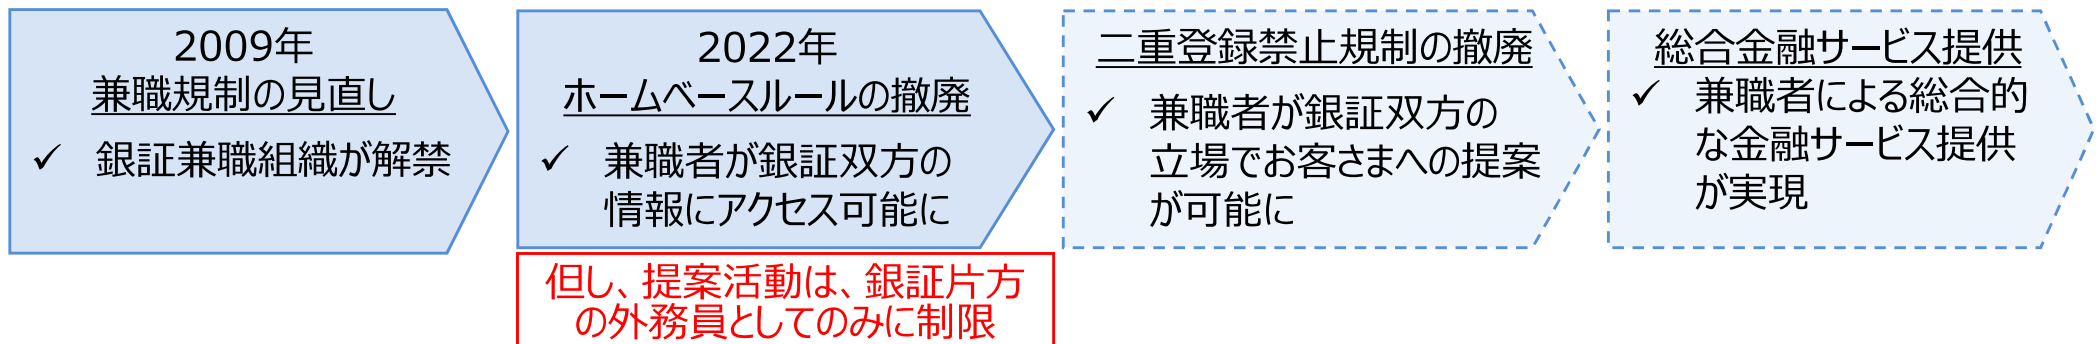 2009年
兼職規制の見直し
✓ 銀証兼職組織が解禁
2022年
ホームベースルールの撤廃
✓ 兼職者が銀証双方の
情報にアクセス可能に
但し、提案活動は、銀証片方
の外務員としてのみに制限
二重登録禁止規制の撤廃
✓ 兼職者が銀証双方の
立場でお客さまへの提案
が可能に
総合金融サービス提供
✓ 兼職者による総合的
な金融サービス提供
が実現